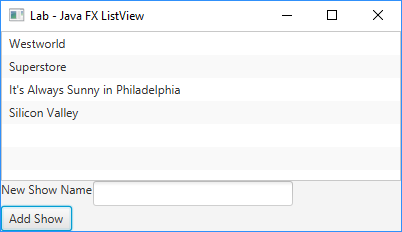 Lab - Java FX ListView
Westworld
Superstore
It's Always Sunny in Philadelphia
Silicon Valley
New Show Name
Add Show